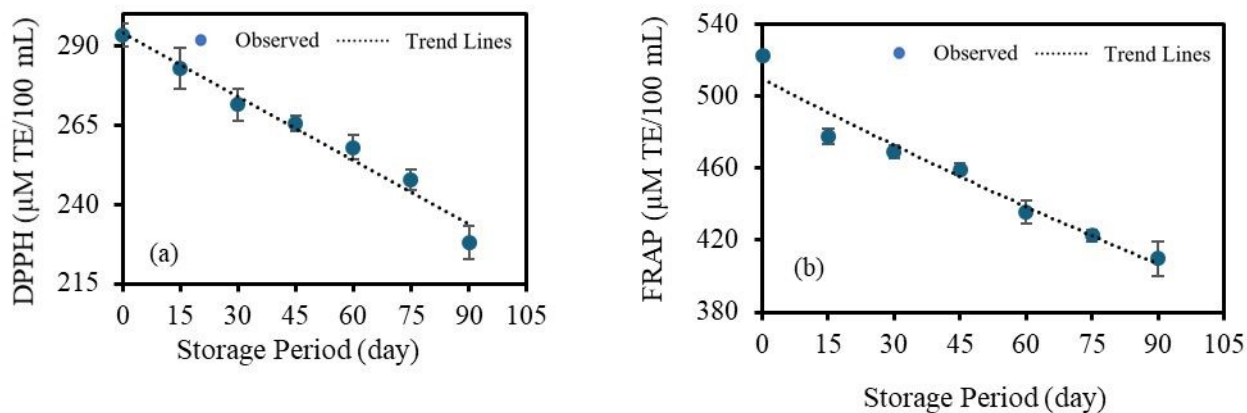 DPPH (µM TE/100 mL)
290
265
240
215
Observed
Trend Lines
(a)
0 15 30 45 60 75 90 105
Storage Period (day)
FRAP (µM TE/100 mL)
540
500
460
420
380
Observed
Trend Lines
(b)
0 15 30 45 60 75 90 105
Storage Period (day)